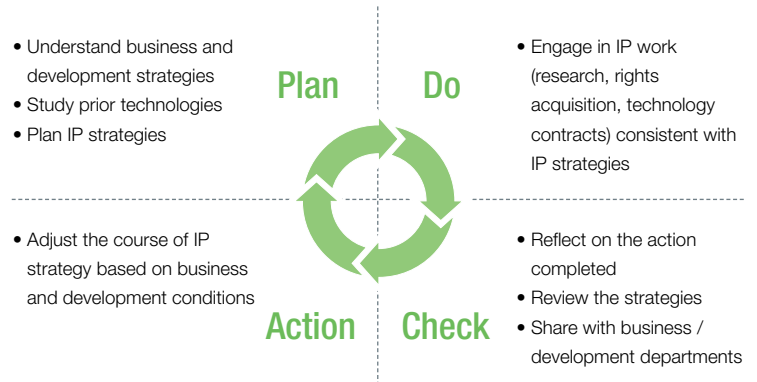 • Understand business and
development strategies
• Study prior technologies
• Plan IP strategies
Plan
Do
• Engage in IP work
(research, rights
acquisition, technology
contracts) consistent with
IP strategies
• Adjust the course of IP
strategy based on business
and development conditions
Action
Check
• Reflect on the action
completed
• Review the strategies
• Share with business /
development departments